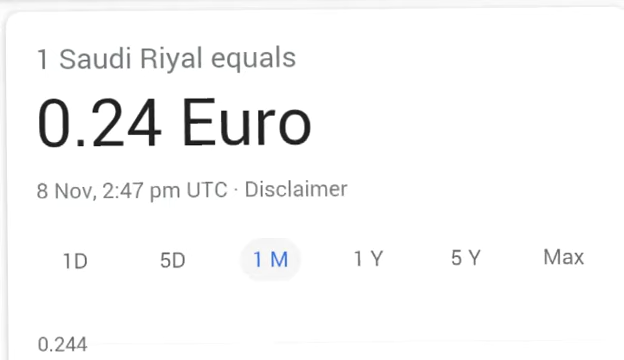 1 Saudi Riyal equals
0.24 Euro
8 Nov, 2:47 pm UTC · Disclaimer
1D 5D 1 M 1 Y 5 Y Max
0.244